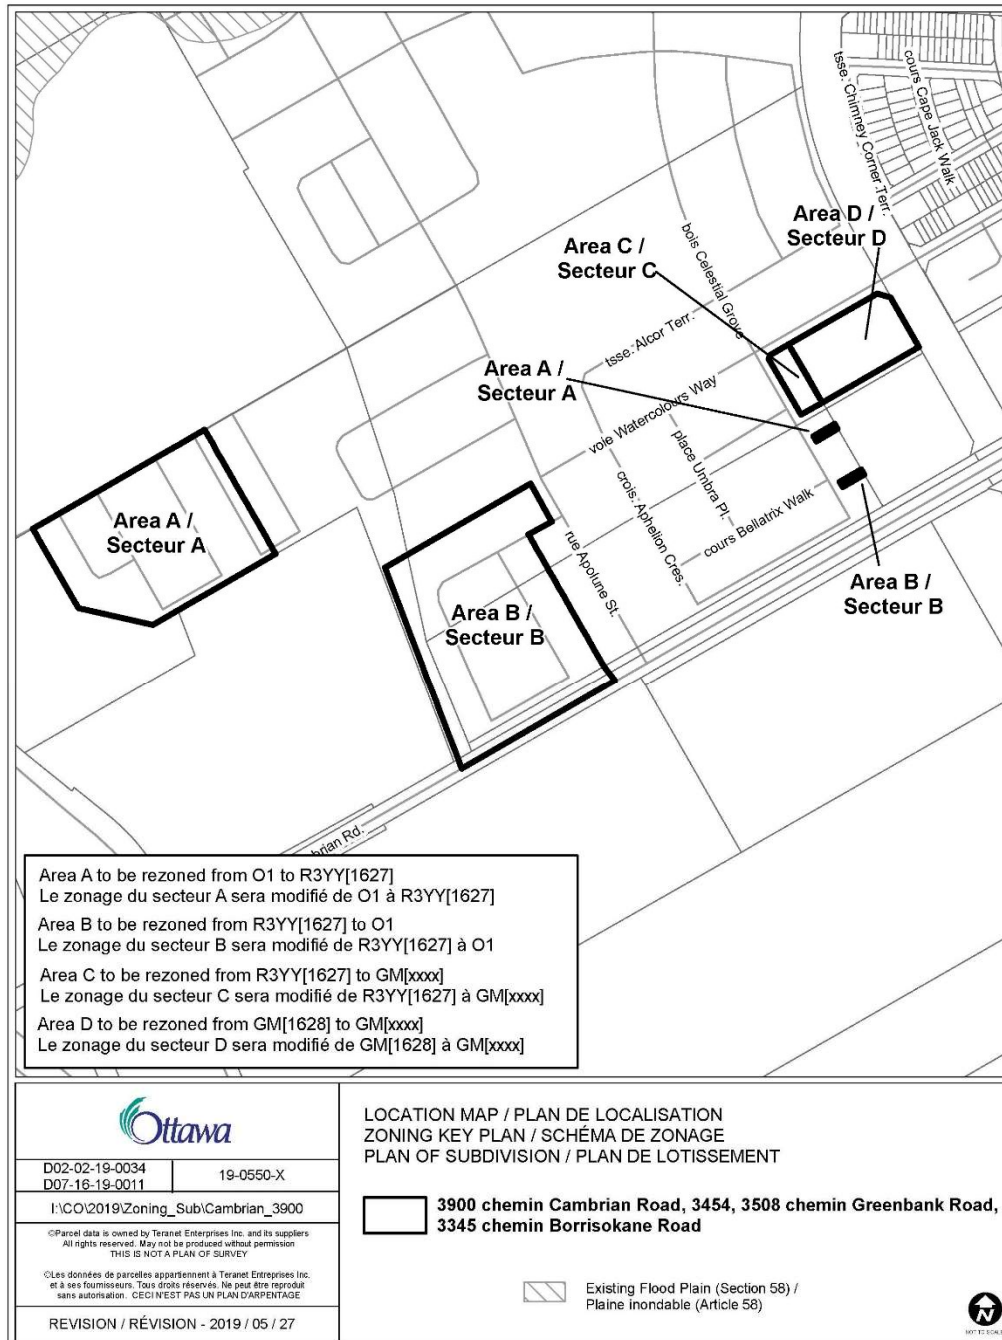 cours Cape Jack Walk
tsse. Chimney Corner Terr.
Area D /
Secteur D
Area C /
Secteur C
bois Celestial Grove
tsse. Alcor Terr.
Area A /
Secteur A
voie Watercolours Way
place Umbra Pl.
crois. Aphelion Cres.
cours Bellatrix Walk
rue Apolune St.
Area A /
Secteur A
Area B /
Secteur B
Area B /
Secteur B
brian Rd.
Area A to be rezoned from O1 to R3YY[1627]
Le zonage du secteur A sera modifié de O1 à R3YY[1627]
Area B to be rezoned from R3YY[1627] to O1
Le zonage du secteur B sera modifié de R3YY[1627] à O1
Area C to be rezoned from R3YY[1627] to GM[xxxx]
Le zonage du secteur C sera modifié de R3YY[1627] à GM[xxxx]
Area D to be rezoned from GM[1628] to GM[xxxx]
Le zonage du secteur D sera modifié de GM[1628] à GM[xxxx]
Ottawa
D02-02-19-0034
D07-16-19-0011
19-0550-X
I:\CO\2019\Zoning_Sub\Cambrian_3900
©Parcel data is owned by Teranet Enterprises Inc. and its suppliers
All rights reserved. May not be produced without permission
THIS IS NOT A PLAN OF SURVEY
©Les données de parcelles appartiennent à Teranet Entreprises Inc.
et à ses fournisseurs. Tous droits réservés. Ne peut être reproduit
sans autorisation. CECI N'EST PAS UN PLAN D'ARPENTAGE
REVISION / RÉVISION - 2019 / 05 / 27
LOCATION MAP / PLAN DE LOCALISATION
ZONING KEY PLAN / SCHÉMA DE ZONAGE
PLAN OF SUBDIVISION / PLAN DE LOTISSEMENT
3900 chemin Cambrian Road, 3454, 3508 chemin Greenbank Road,
3345 chemin Borrisokane Road
Existing Flood Plain (Section 58) /
Plaine inondable (Article 58)
N
NOT TO SCALE